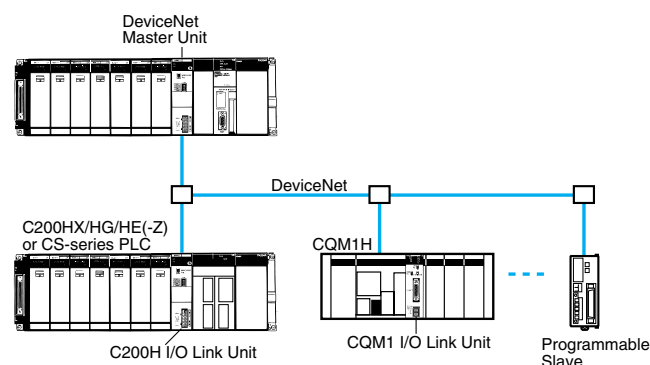 DeviceNet
Master Unit
DeviceNet
C200HX/HG/HE(-Z)
or CS-series PLC
CQM1H
C200H I/O Link Unit
CQM1 I/O Link Unit
Programmable
Slave